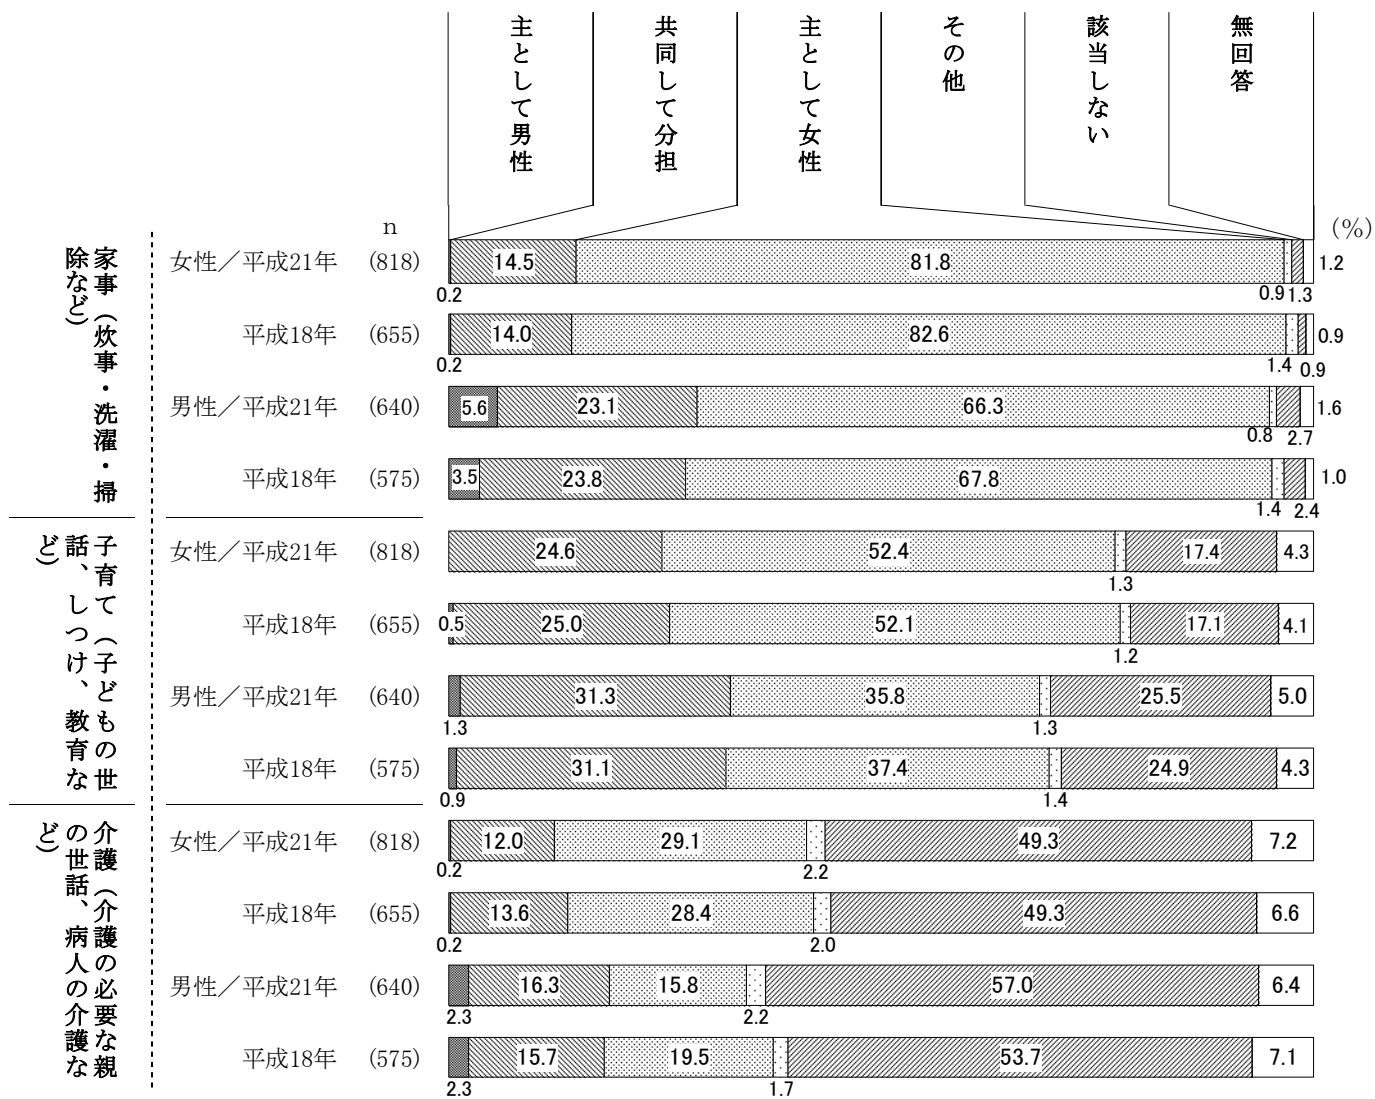 主として男性
共同して分担
主として女性
その他
該当しない
無回答
n
(%)
家事（炊事・洗濯・掃
除など）
女性／平成21年 (818) 14.5 81.8 1.2
0.2 0.9 1.3
平成18年 (655) 14.0 82.6 0.9
0.2 1.4 0.9
男性／平成21年 (640) 5.6 23.1 66.3 1.6
0.8 2.7
平成18年 (575) 3.5 23.8 67.8 1.0
1.4 2.4
子育て（子どもの世
話、しつけ、教育な
ど）
女性／平成21年 (818) 24.6 52.4 17.4 4.3
1.3
平成18年 (655) 0.5 25.0 52.1 17.1 4.1
1.2
男性／平成21年 (640) 31.3 35.8 25.5 5.0
1.3 1.3
平成18年 (575) 31.1 37.4 24.9 4.3
0.9 1.4
介護（介護の必要な親
の世話、病人の介護な
ど）
女性／平成21年 (818) 12.0 29.1 49.3 7.2
0.2 2.2
平成18年 (655) 13.6 28.4 49.3 6.6
0.2 2.0
男性／平成21年 (640) 16.3 15.8 57.0 6.4
2.3 2.2
平成18年 (575) 15.7 19.5 53.7 7.1
2.3 1.7